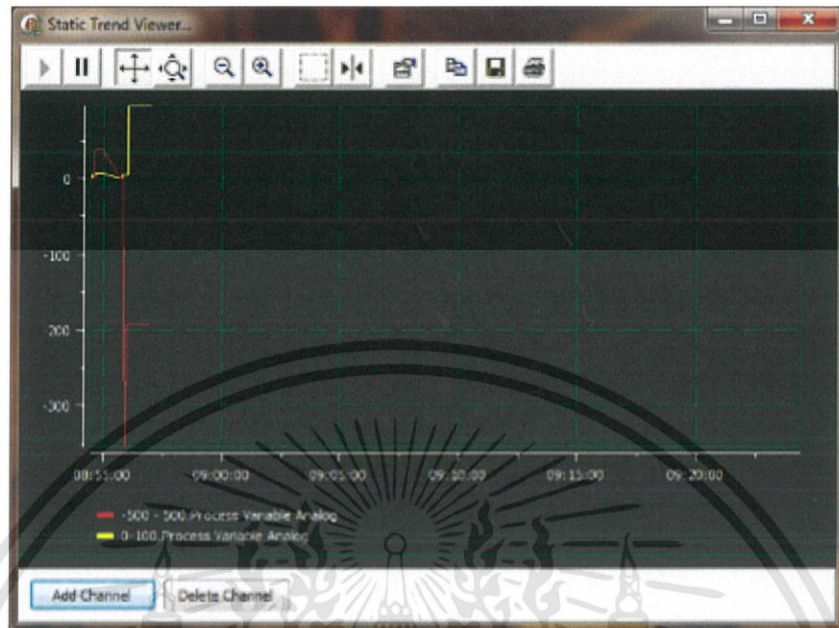 Static Trend Viewer...
0
-100
-200
-300
08:55:00 09:00:00 09:05:00 09:10:00 09:15:00 09:20:00
-500 - 500.Process Variable Analog
0-100.Process Variable Analog
Add Channel Delete Channel